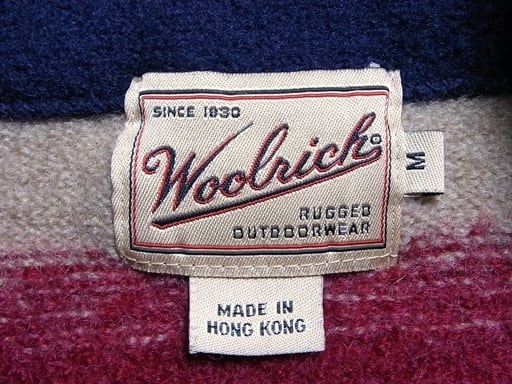 SINCE 1830
Woolrich®
RUGGED
OUTDOORWEAR
M
MADE IN
HONG KONG